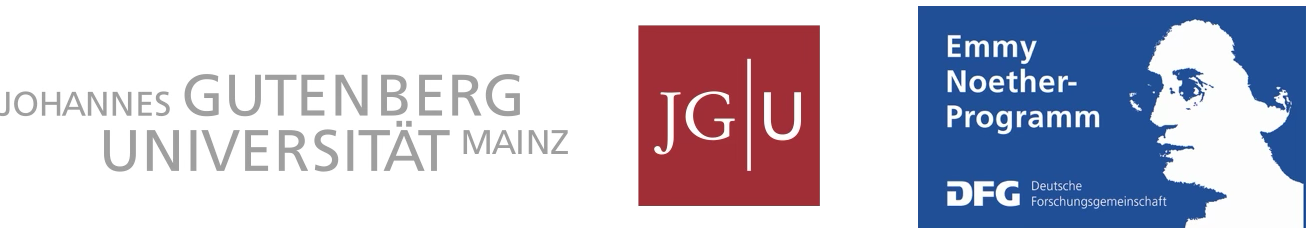 JOHANNES GUTENBERG
UNIVERSITÄT MAINZ
JG|U
Emmy
Noether-
Programm
DFG Deutsche
Forschungsgemeinschaft